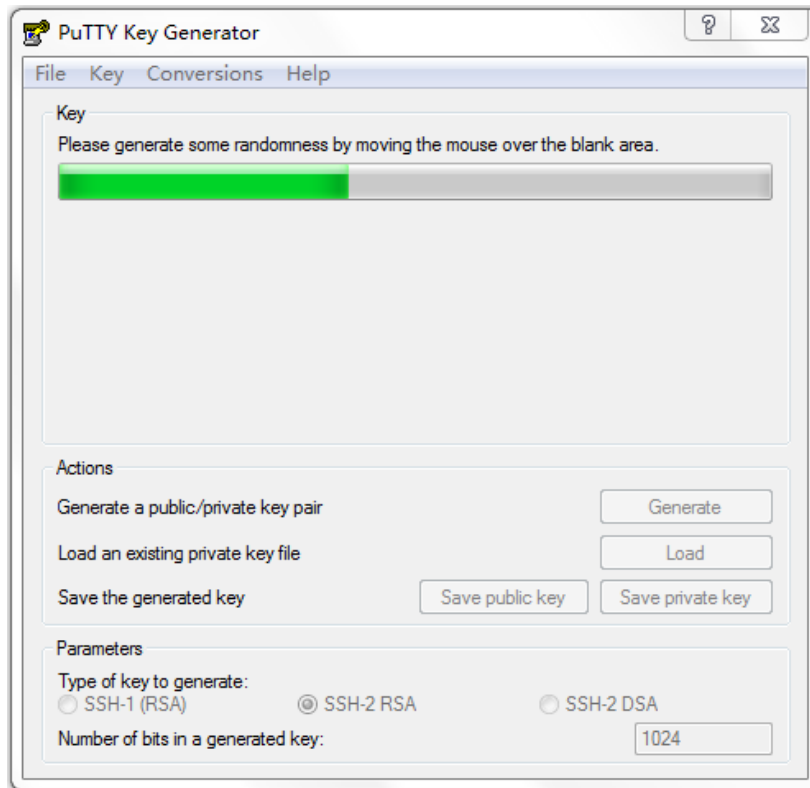 PuTTY Key Generator
File Key Conversions Help
Key
Please generate some randomness by moving the mouse over the blank area.
Actions
Generate a public/private key pair Generate
Load an existing private key file Load
Save the generated key Save public key Save private key
Parameters
Type of key to generate:
SSH-1 (RSA) SSH-2 RSA SSH-2 DSA
Number of bits in a generated key: 1024